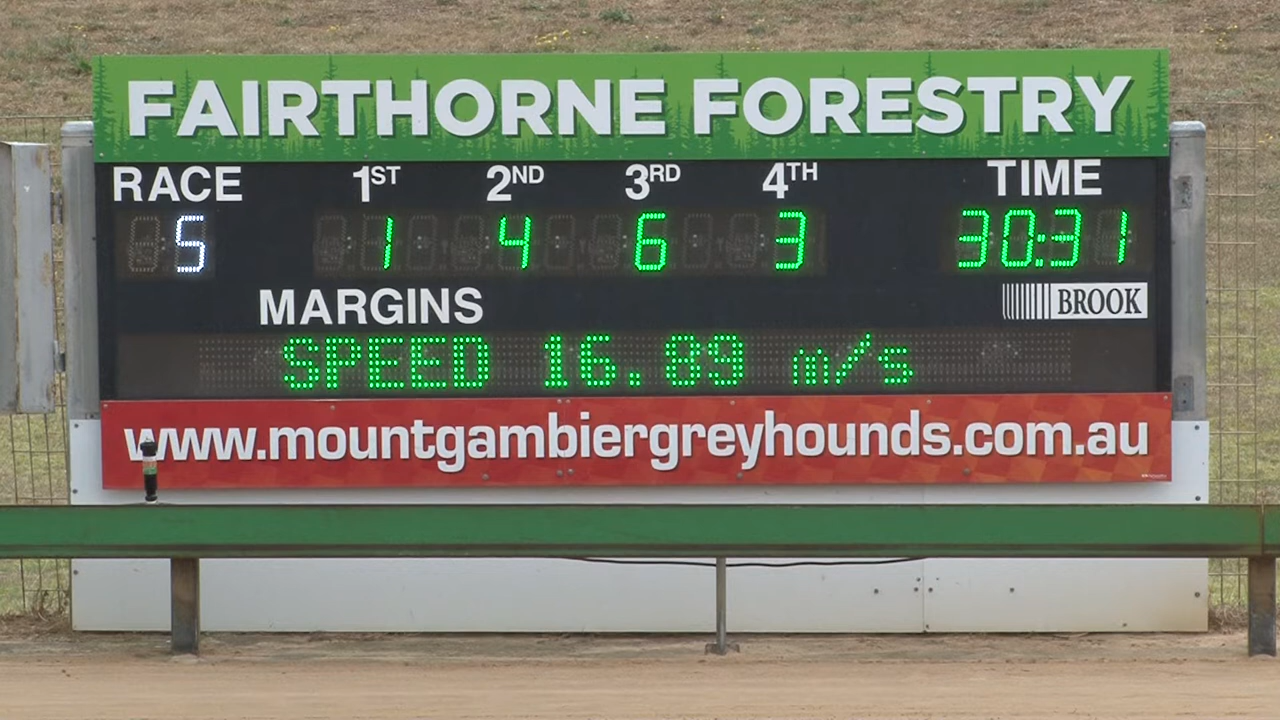 FAIRTHORNE FORESTRY
RACE 1ST 2ND 3RD 4TH TIME
5 1 4 6 3 30:31
MARGINS BROOK
SPEED 16.89 m/s
www.mountgambiergreyhounds.com.au